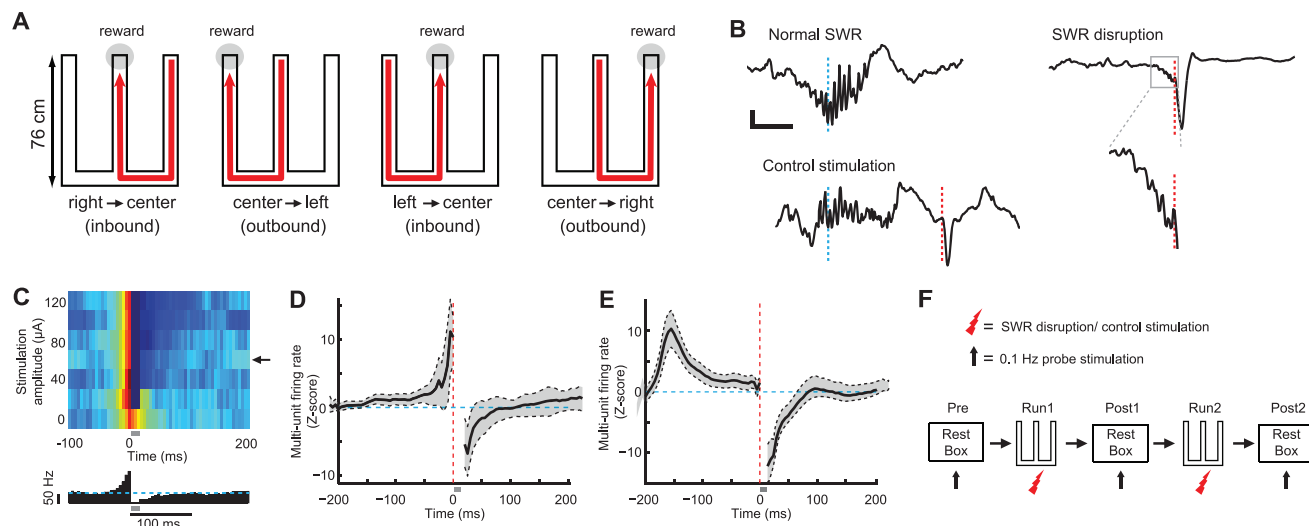 A
reward
reward
reward
reward
76 cm
right → center
(inbound)
center → left
(outbound)
left → center
(inbound)
center → right
(outbound)
B
Normal SWR
SWR disruption
Control stimulation
C
Stimulation
amplitude (µA)
120
80
40
0
-100
0
200
Time (ms)
50 Hz
100 ms
D
Multi-unit firing rate
(Z-score)
10
0
−10
−200
−100
0
100
200
Time (ms)
E
Multi-unit firing rate
(Z-score)
10
0
−10
−200
−100
0
100
200
Time (ms)
F
= SWR disruption/ control stimulation
= 0.1 Hz probe stimulation
Pre
Run1
Post1
Run2
Post2
Rest
Box
Rest
Box
Rest
Box